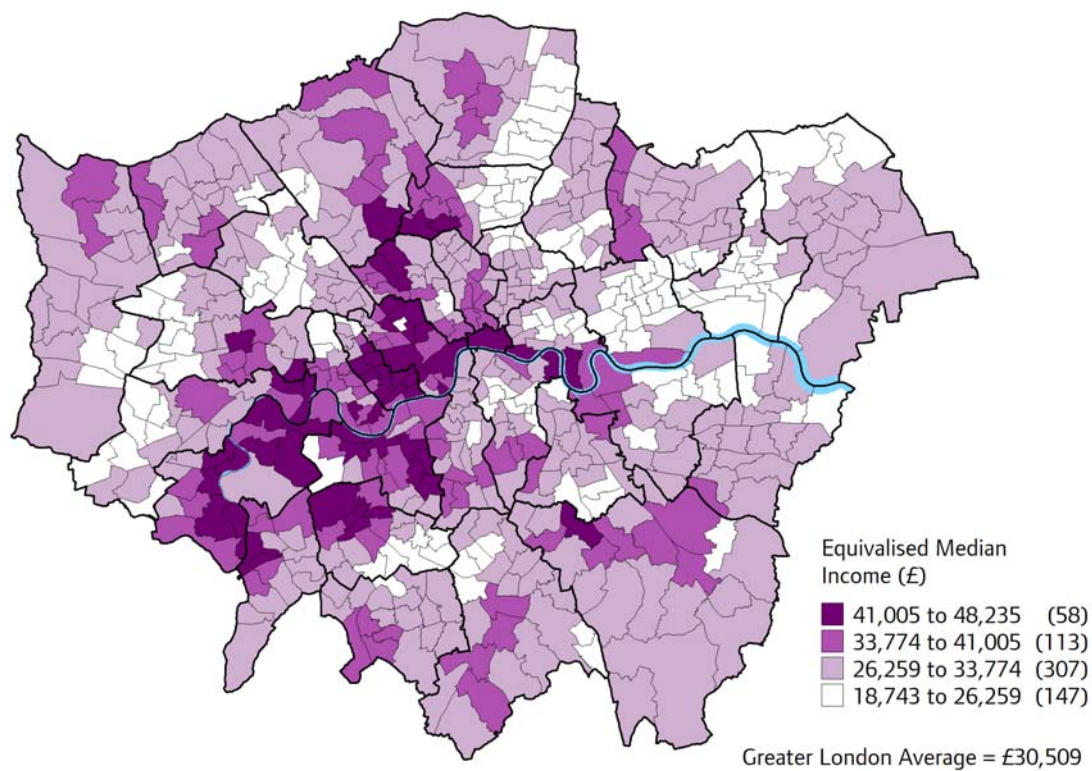 Equivalised Median
Income (£)
41,005 to 48,235 (58)
33,774 to 41,005 (113)
26,259 to 33,774 (307)
18,743 to 26,259 (147)
Greater London Average = £30,509